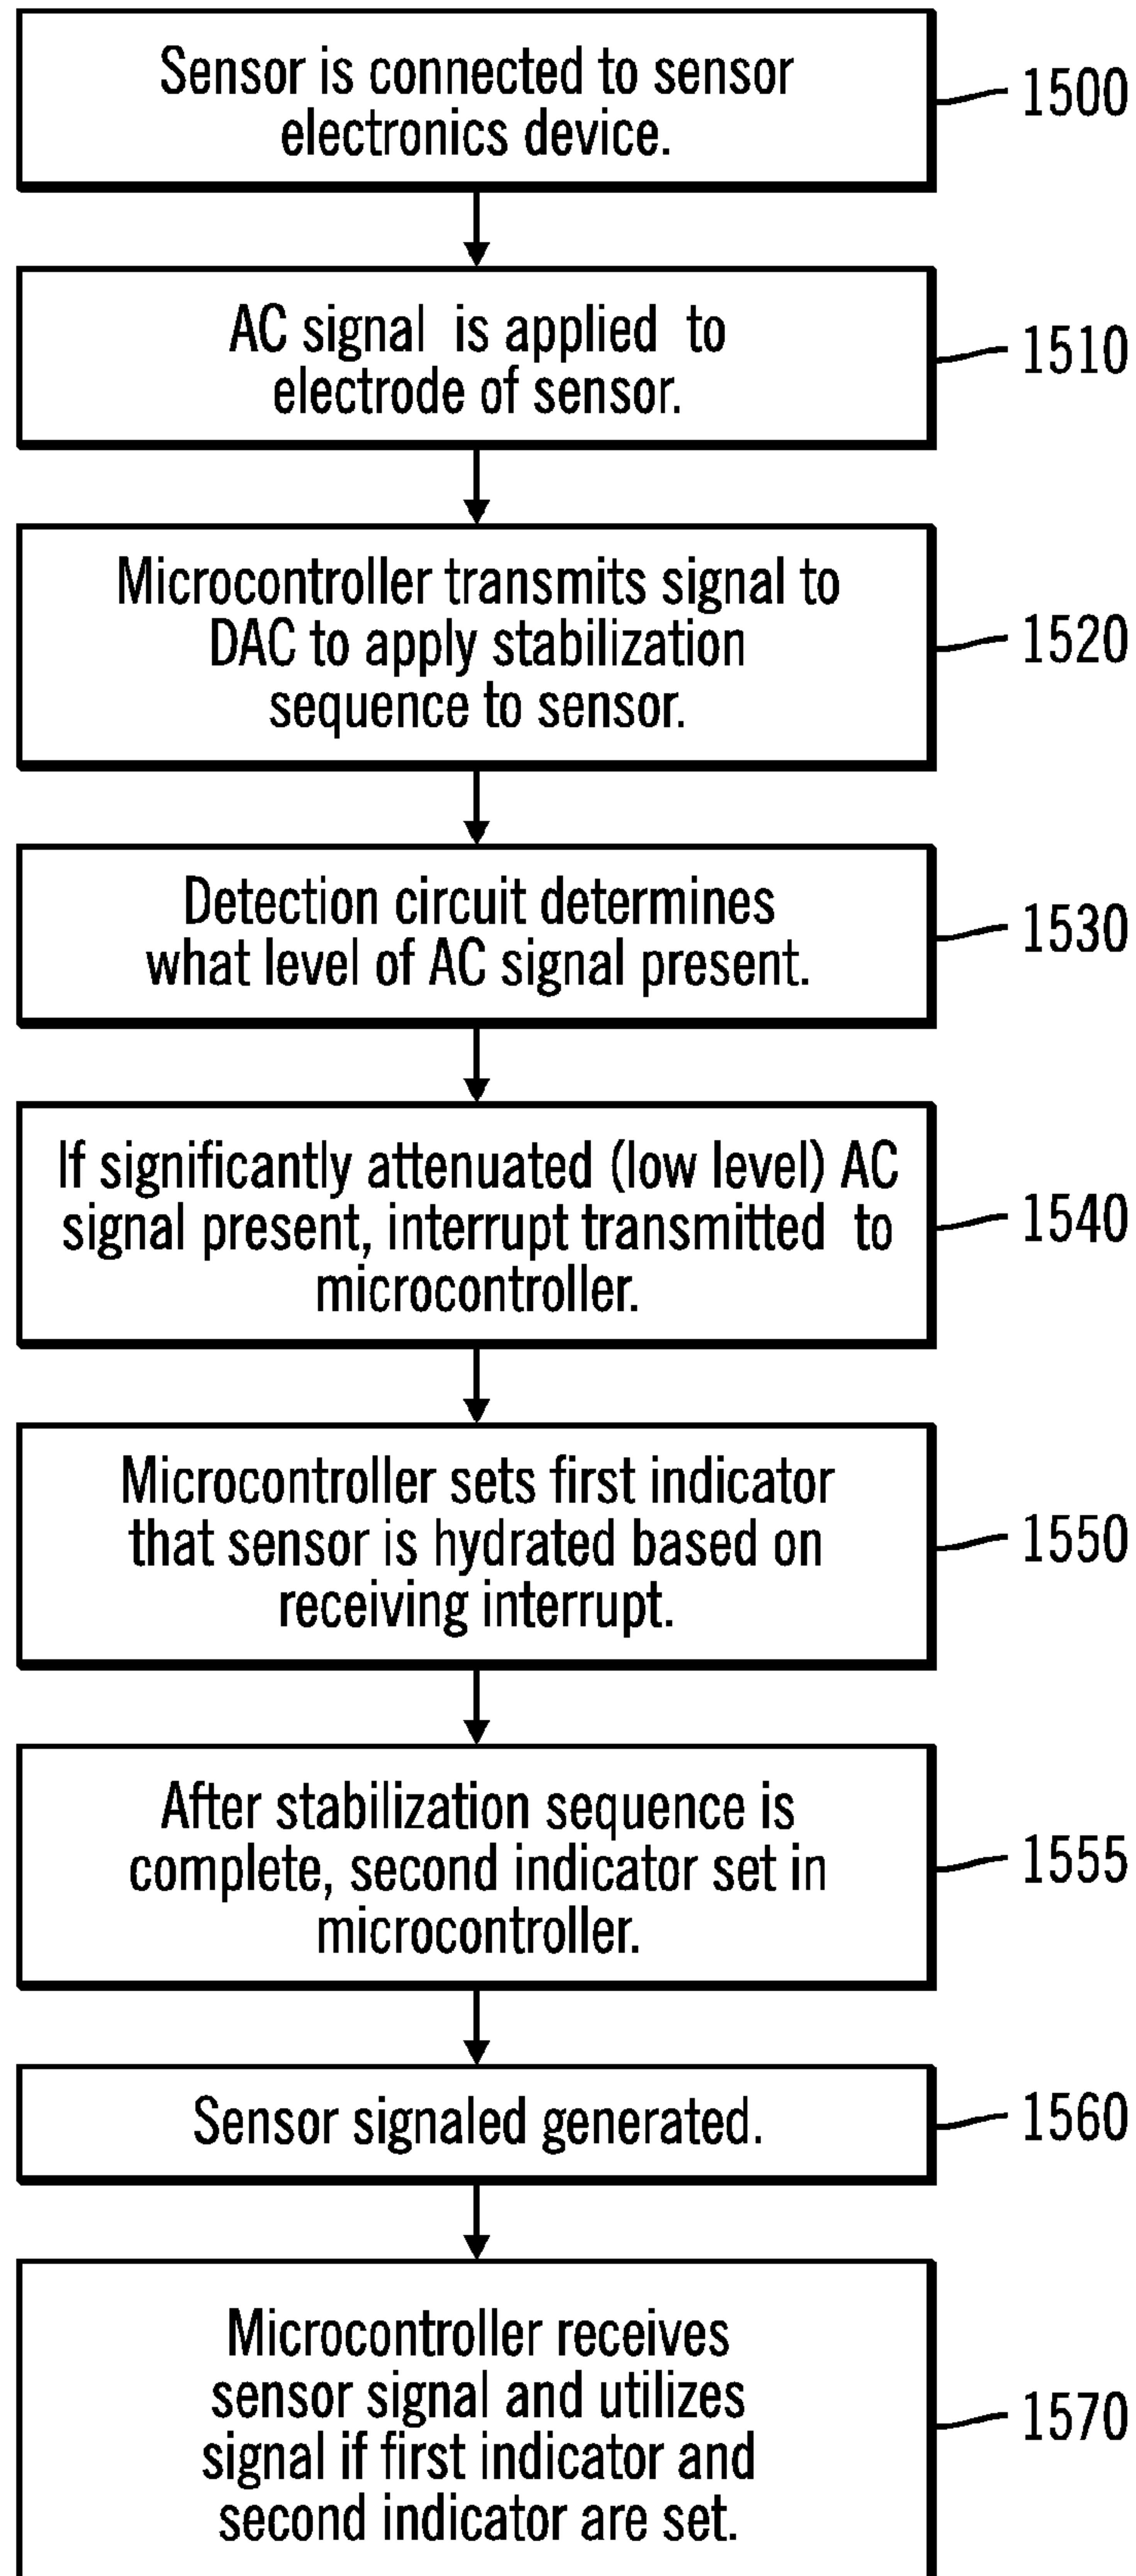 Sensor is connected to sensor
electronics device.
1500
AC signal is applied to
electrode of sensor.
1510
Microcontroller transmits signal to
DAC to apply stabilization
sequence to sensor.
1520
Detection circuit determines
what level of AC signal present.
1530
If significantly attenuated (low level) AC
signal present, interrupt transmitted to
microcontroller.
1540
Microcontroller sets first indicator
that sensor is hydrated based on
receiving interrupt.
1550
After stabilization sequence is
complete, second indicator set in
microcontroller.
1555
Sensor signaled generated.
1560
Microcontroller receives
sensor signal and utilizes
signal if first indicator and
second indicator are set.
1570